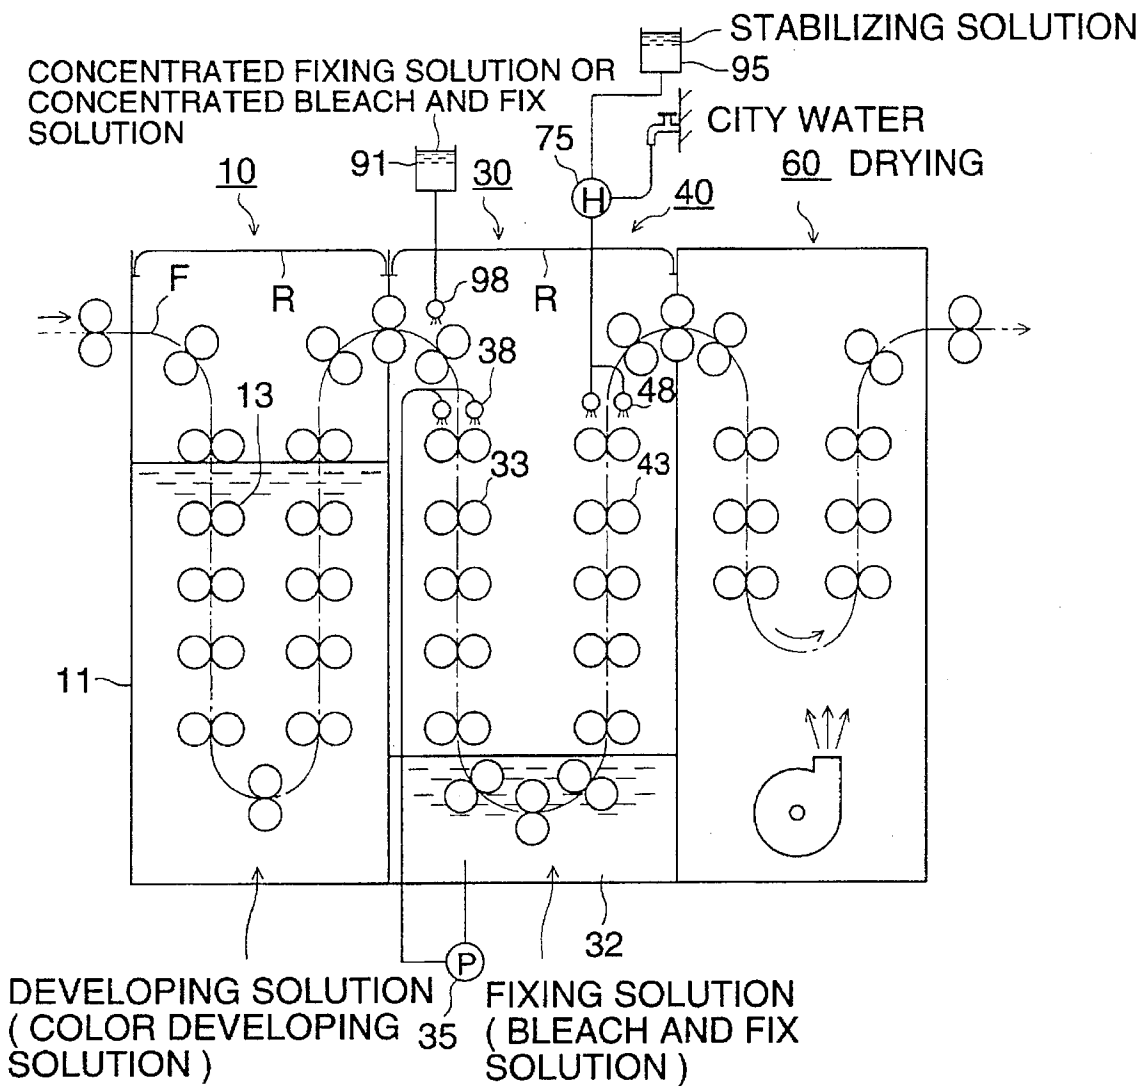 STABILIZING SOLUTION
95
CONCENTRATED FIXING SOLUTION OR
CONCENTRATED BLEACH AND FIX
SOLUTION
CITY WATER
75
91
10
30
40
60 DRYING
H
F
R
98
R
38
48
13
33
43
11
32
P
35
DEVELOPING SOLUTION
( COLOR DEVELOPING
SOLUTION )
FIXING SOLUTION
( BLEACH AND FIX
SOLUTION )